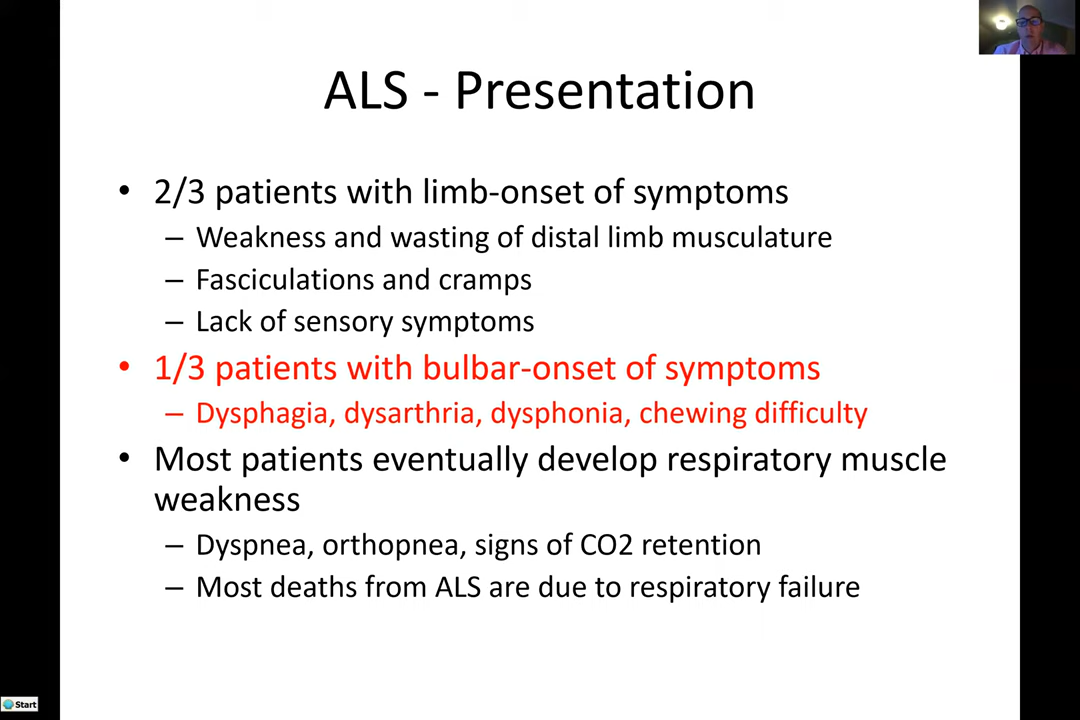 ALS - Presentation
• 2/3 patients with limb-onset of symptoms
– Weakness and wasting of distal limb musculature
– Fasciculations and cramps
– Lack of sensory symptoms
• 1/3 patients with bulbar-onset of symptoms
– Dysphagia, dysarthria, dysphonia, chewing difficulty
• Most patients eventually develop respiratory muscle
weakness
– Dyspnea, orthopnea, signs of CO2 retention
– Most deaths from ALS are due to respiratory failure
Start